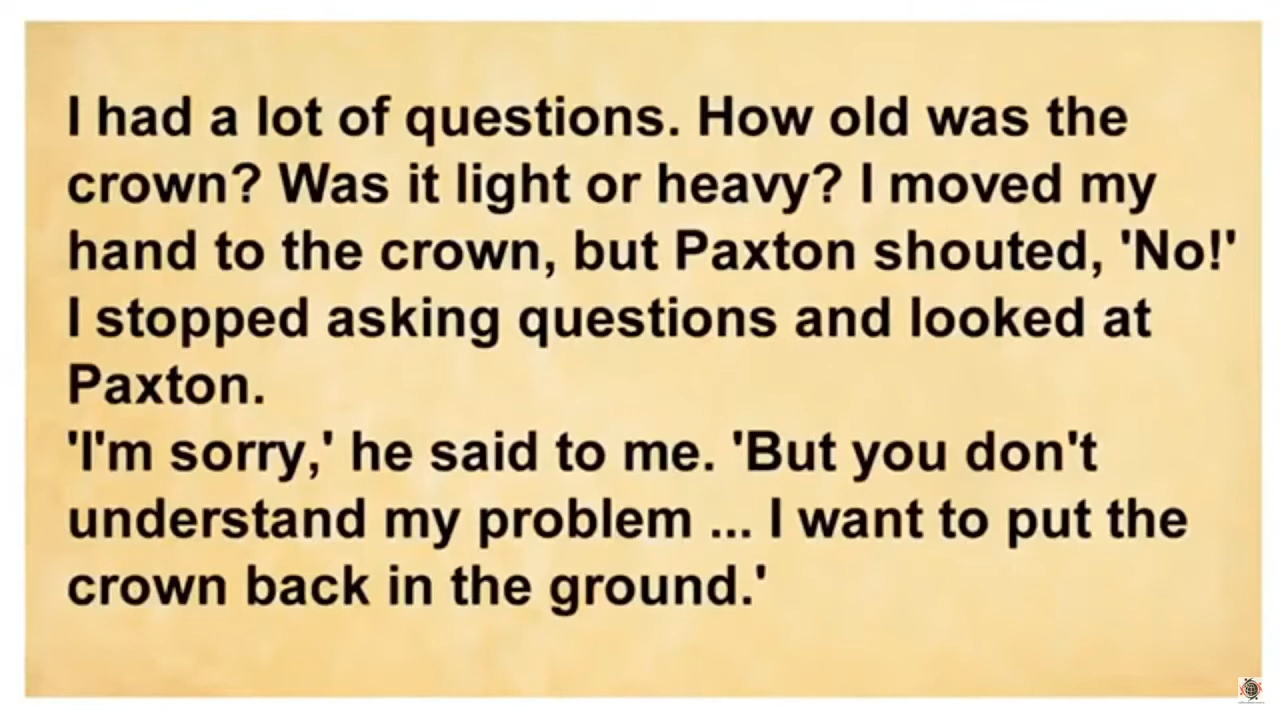 I had a lot of questions. How old was the
crown? Was it light or heavy? I moved my
hand to the crown, but Paxton shouted, 'No!'
I stopped asking questions and looked at
Paxton.
'I'm sorry,' he said to me. 'But you don't
understand my problem ... I want to put the
crown back in the ground.'